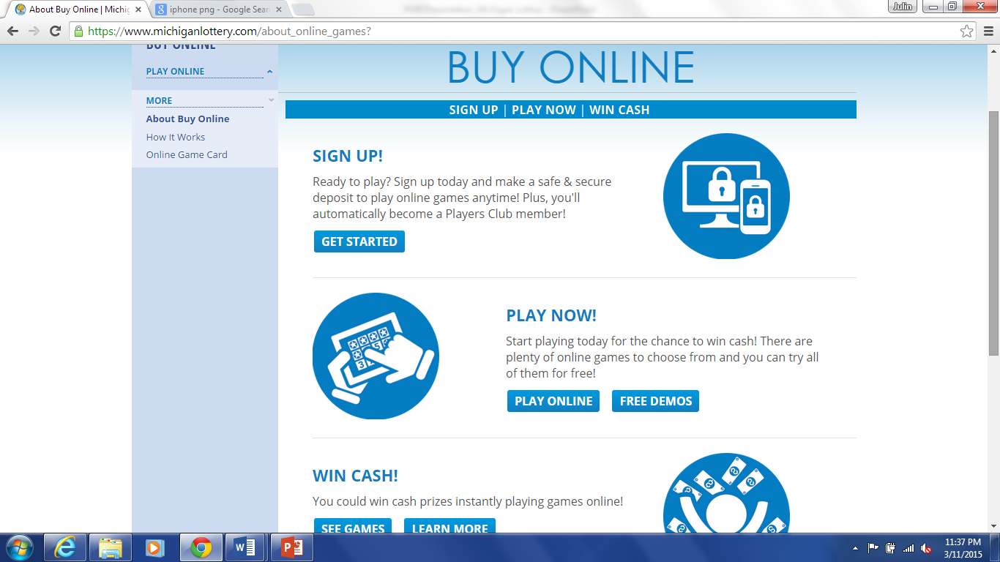 About Buy Online | Michig
iphone png - Google Sear
Julin
https://www.michiganlottery.com/about_online_games?
BUY ONLINE
PLAY ONLINE
MORE
About Buy Online
How It Works
Online Game Card
BUY ONLINE
SIGN UP | PLAY NOW | WIN CASH
SIGN UP!
Ready to play? Sign up today and make a safe & secure
deposit to play online games anytime! Plus, you'll
automatically become a Players Club member!
GET STARTED
PLAY NOW!
Start playing today for the chance to win cash! There are
plenty of online games to choose from and you can try all
of them for free!
PLAY ONLINE
FREE DEMOS
WIN CASH!
You could win cash prizes instantly playing games online!
SEE GAMES
LEARN MORE
11:37 PM
3/11/2015